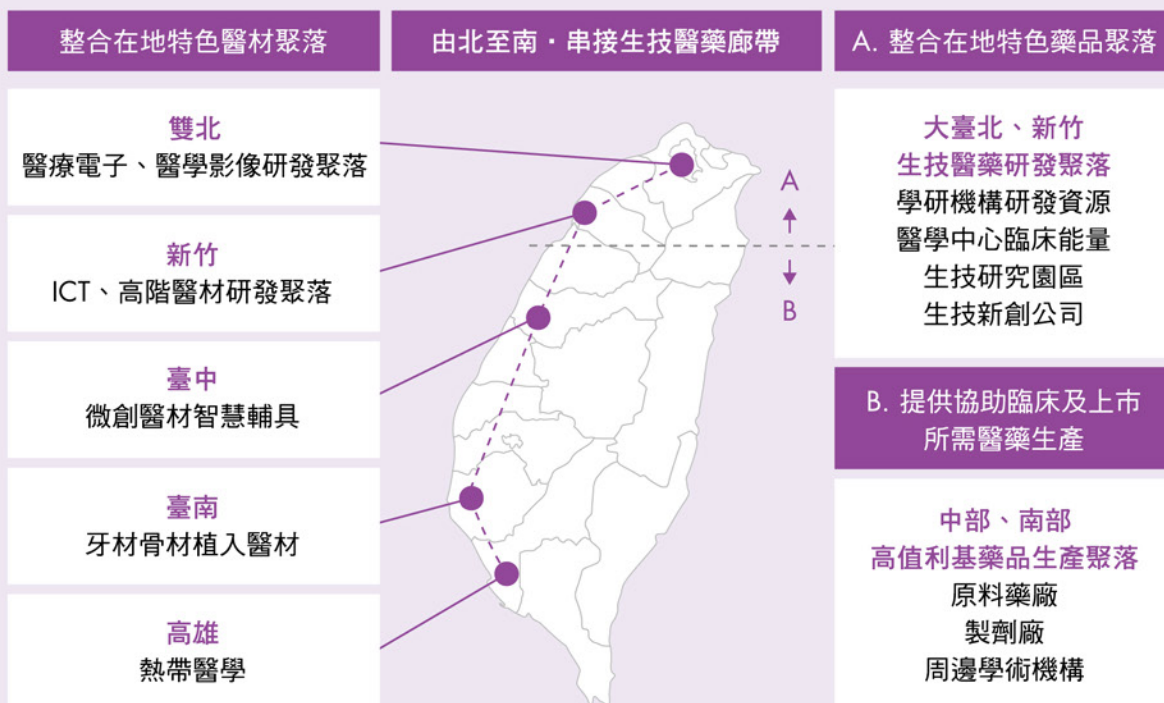 整合在地特色醫材聚落
雙北
醫療電子、醫學影像研發聚落
新竹
ICT、高階醫材研發聚落
臺中
微創醫材智慧輔具
臺南
牙材骨材植入醫材
高雄
熱帶醫學
由北至南・串接生技醫藥廊帶
A
B
A. 整合在地特色藥品聚落
大臺北、新竹
生技醫藥研發聚落
學研機構研發資源
醫學中心臨床能量
生技研究園區
生技新創公司
B. 提供協助臨床及上市
所需醫藥生產
中部、南部
高值利基藥品生產聚落
原料藥廠
製劑廠
周邊學術機構